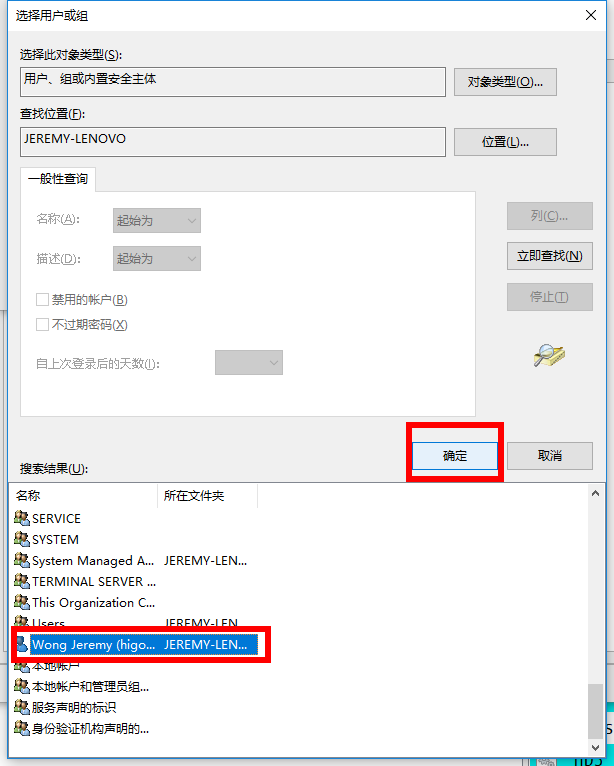 选择用户或组
选择此对象类型(S):
用户、组或内置安全主体
对象类型(O)...
查找位置(F):
JEREMY-LENOVO
位置(L)...
一般性查询
名称(A):
起始为
列(C)...
描述(D):
起始为
立即查找(N)
禁用的帐户(B)
停止(T)
不过期密码(X)
自上次登录后的天数(I):
确定
取消
搜索结果(U):
名称
所在文件夹
SERVICE
SYSTEM
System Managed A... JEREMY-LEN...
TERMINAL SERVER ...
This Organization C...
Users JEREMY-LEN
Wong Jeremy (higo... JEREMY-LEN...
本地帐户
本地帐户和管理员组...
服务声明的标识
身份验证机构声明的...